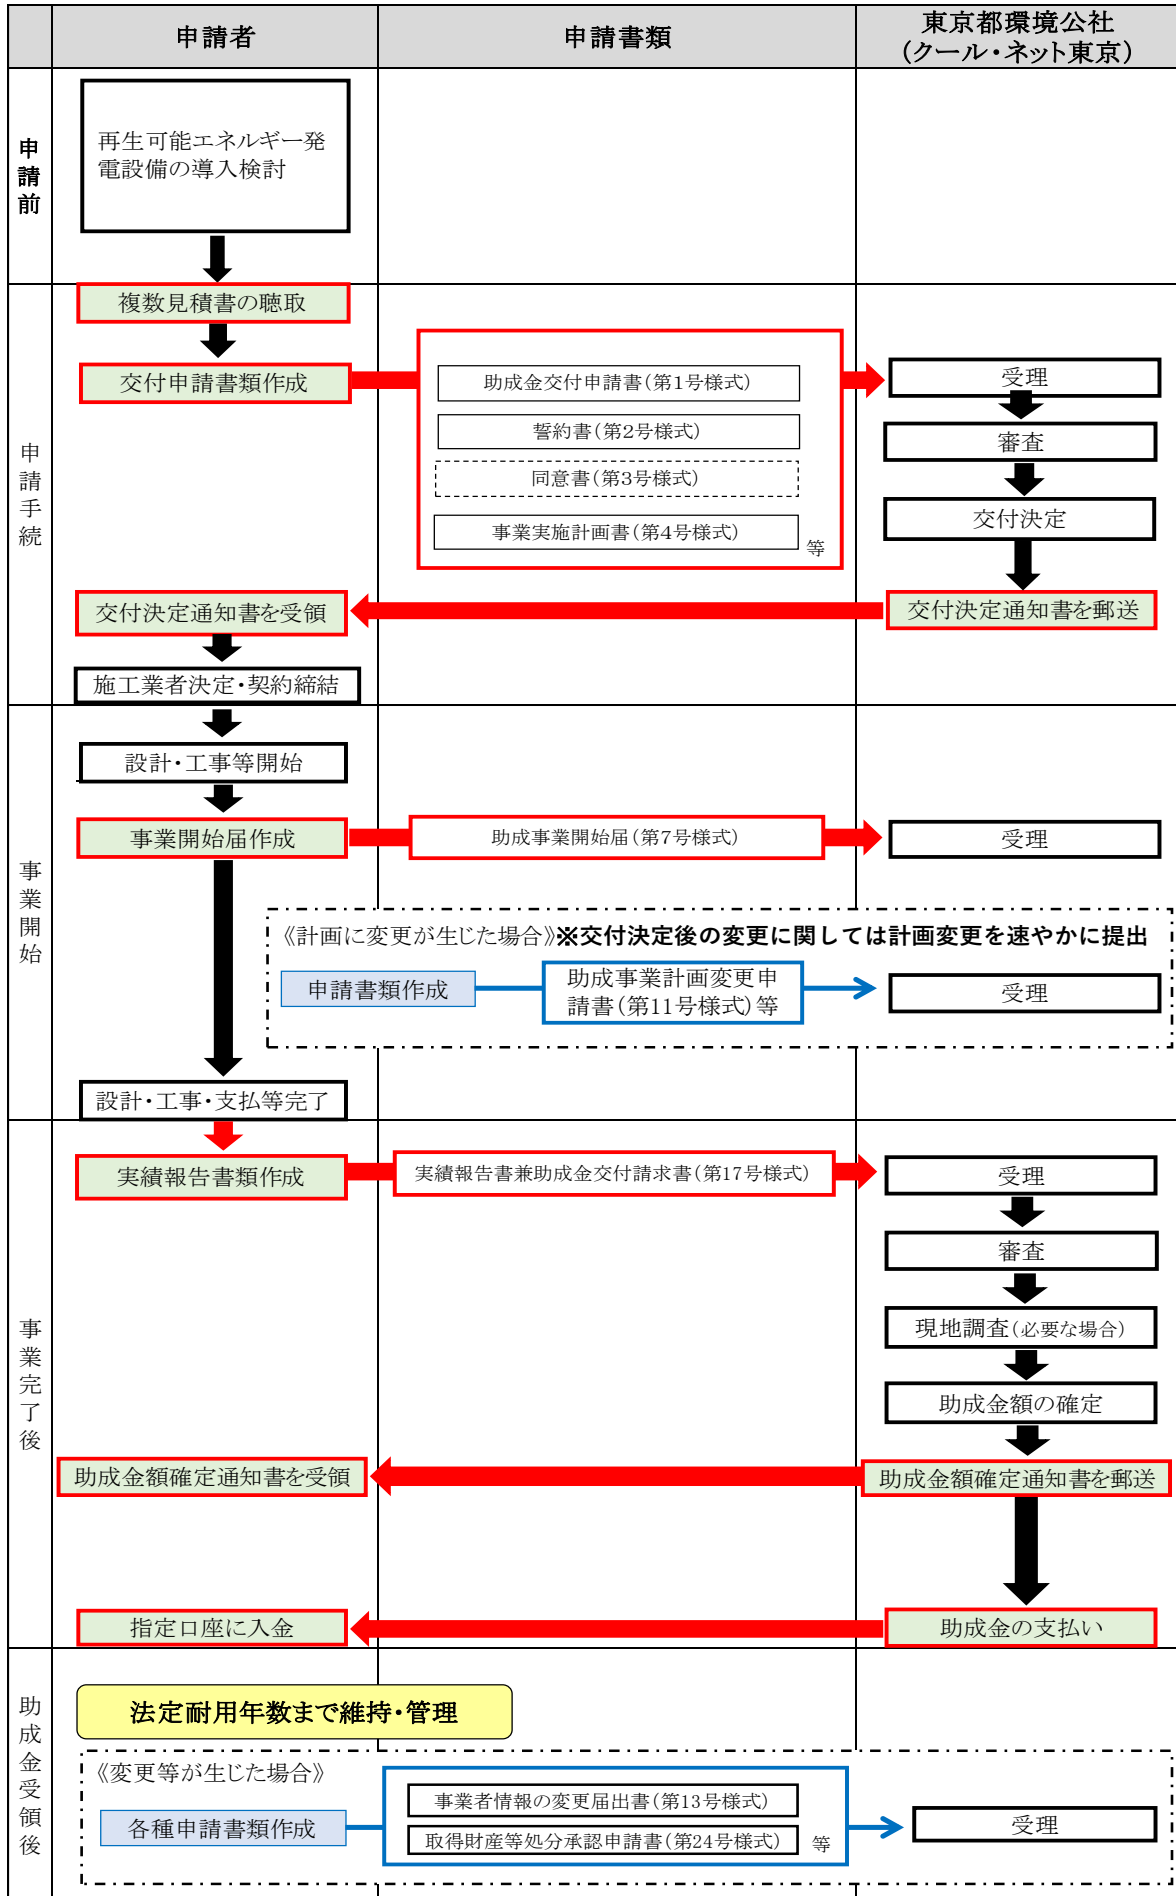 申請者
申請書類
東京都環境公社
(クール・ネット東京)
申請前
再生可能エネルギー発
電設備の導入検討
申請手続
複数見積書の聴取
交付申請書類作成
助成金交付申請書(第1号様式)
誓約書(第2号様式)
同意書(第3号様式)
事業実施計画書(第4号様式)
等
受理
審査
交付決定
交付決定通知書を郵送
交付決定通知書を受領
施工業者決定・契約締結
事業開始
設計・工事等開始
事業開始届作成
助成事業開始届(第7号様式)
受理
《計画に変更が生じた場合》※交付決定後の変更に関しては計画変更を速やかに提出
申請書類作成
助成事業計画変更申
請書(第11号様式)等
受理
設計・工事・支払等完了
事業完了後
実績報告書類作成
実績報告書兼助成金交付請求書(第17号様式)
受理
審査
現地調査(必要な場合)
助成金額の確定
助成金額確定通知書を郵送
助成金額確定通知書を受領
助成金の支払い
指定口座に入金
助成金受領後
法定耐用年数まで維持・管理
《変更等が生じた場合》
各種申請書類作成
事業者情報の変更届出書(第13号様式)
取得財産等処分承認申請書(第24号様式)
等
受理